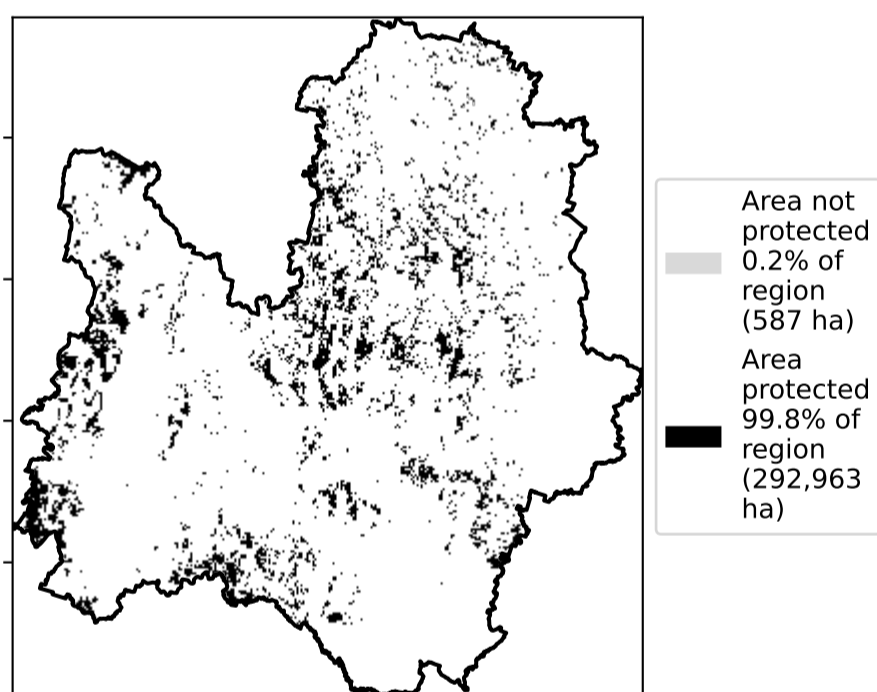 Area not
protected
0.2% of
region
(587 ha)
Area
protected
99.8% of
region
(292,963
ha)